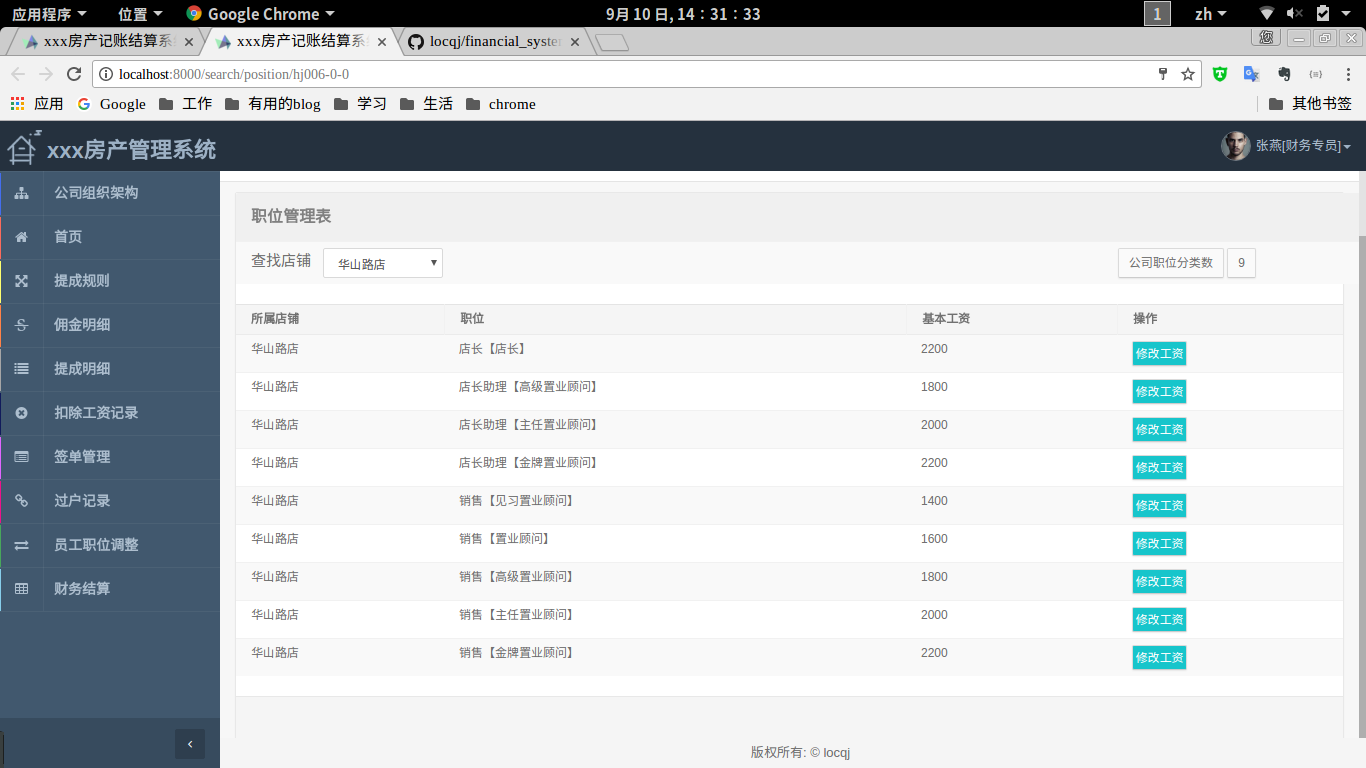 应用程序 位置 Google Chrome 9月 10 日, 14：31：33 1 zh
xxx房产记账结算系 xxx房产记账结算系 locqj/financial_syste 您
localhost:8000/search/position/hj006-0-0
应用 Google 工作 有用的blog 学习 生活 chrome 其他书签
xxx房产管理系统 张燕[财务专员]
公司组织架构
首页
提成规则
佣金明细
提成明细
扣除工资记录
签单管理
过户记录
员工职位调整
财务结算
职位管理表
查找店铺 华山路店 公司职位分类数 9
所属店铺 职位 基本工资 操作
华山路店 店长【店长】 2200 修改工资
华山路店 店长助理【高级置业顾问】 1800 修改工资
华山路店 店长助理【主任置业顾问】 2000 修改工资
华山路店 店长助理【金牌置业顾问】 2200 修改工资
华山路店 销售【见习置业顾问】 1400 修改工资
华山路店 销售【置业顾问】 1600 修改工资
华山路店 销售【高级置业顾问】 1800 修改工资
华山路店 销售【主任置业顾问】 2000 修改工资
华山路店 销售【金牌置业顾问】 2200 修改工资
版权所有: © locqj